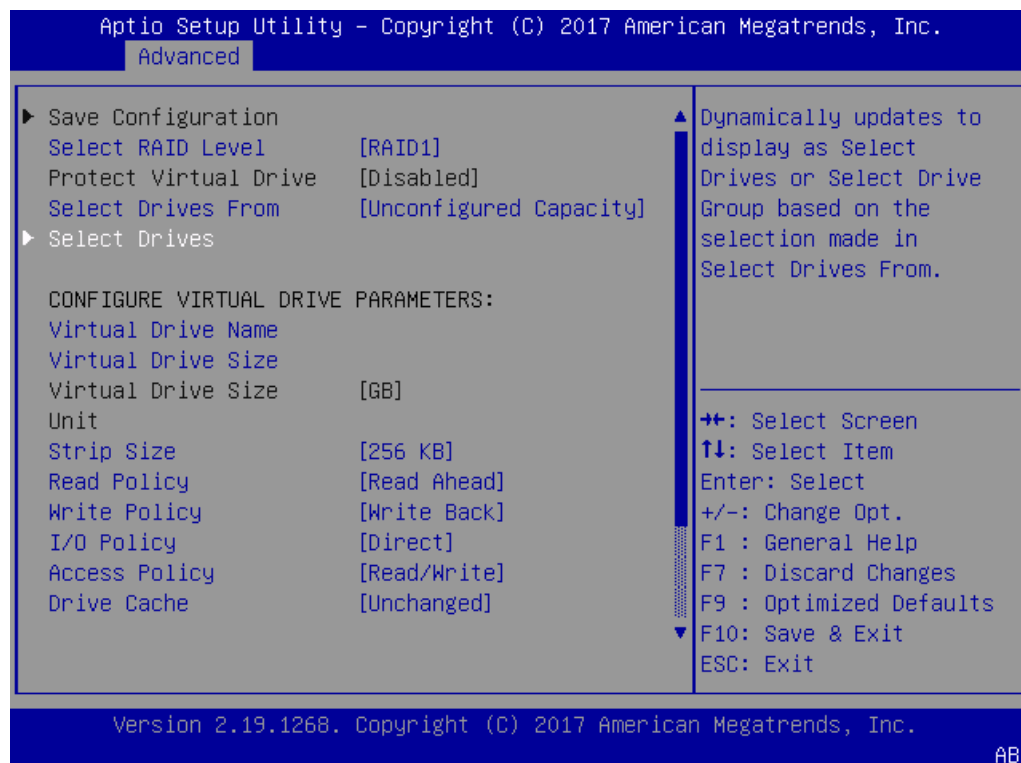 Aptio Setup Utility – Copyright (C) 2017 American Megatrends, Inc.
Advanced
Save Configuration
Select RAID Level [RAID1]
Protect Virtual Drive [Disabled]
Select Drives From [Unconfigured Capacity]
Select Drives
CONFIGURE VIRTUAL DRIVE PARAMETERS:
Virtual Drive Name
Virtual Drive Size
Virtual Drive Size [GB]
Unit
Strip Size [256 KB]
Read Policy [Read Ahead]
Write Policy [Write Back]
I/O Policy [Direct]
Access Policy [Read/Write]
Drive Cache [Unchanged]
Dynamically updates to
display as Select
Drives or Select Drive
Group based on the
selection made in
Select Drives From.
→←: Select Screen
↑↓: Select Item
Enter: Select
+/-: Change Opt.
F1 : General Help
F7 : Discard Changes
F9 : Optimized Defaults
F10: Save & Exit
ESC: Exit
Version 2.19.1268. Copyright (C) 2017 American Megatrends, Inc.
AB